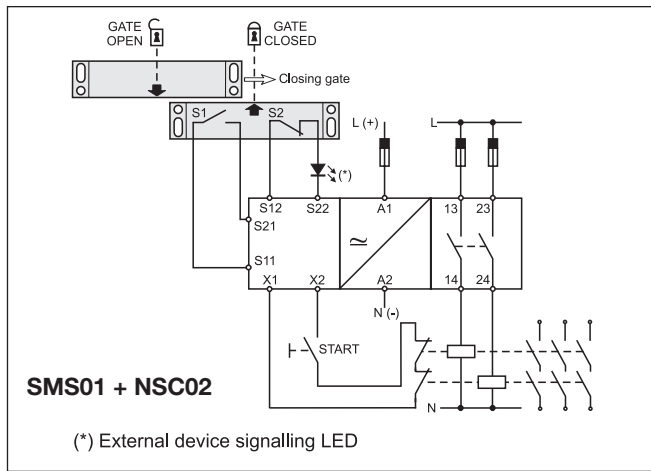 GATE
OPEN
GATE
CLOSED
Closing gate
S1
S2
L (+)
L
(*)
S12
S22
A1
13
23
S21
≃
S11
X1
X2
A2
14
24
N (-)
START
SMS01 + NSC02
N
(*) External device signalling LED